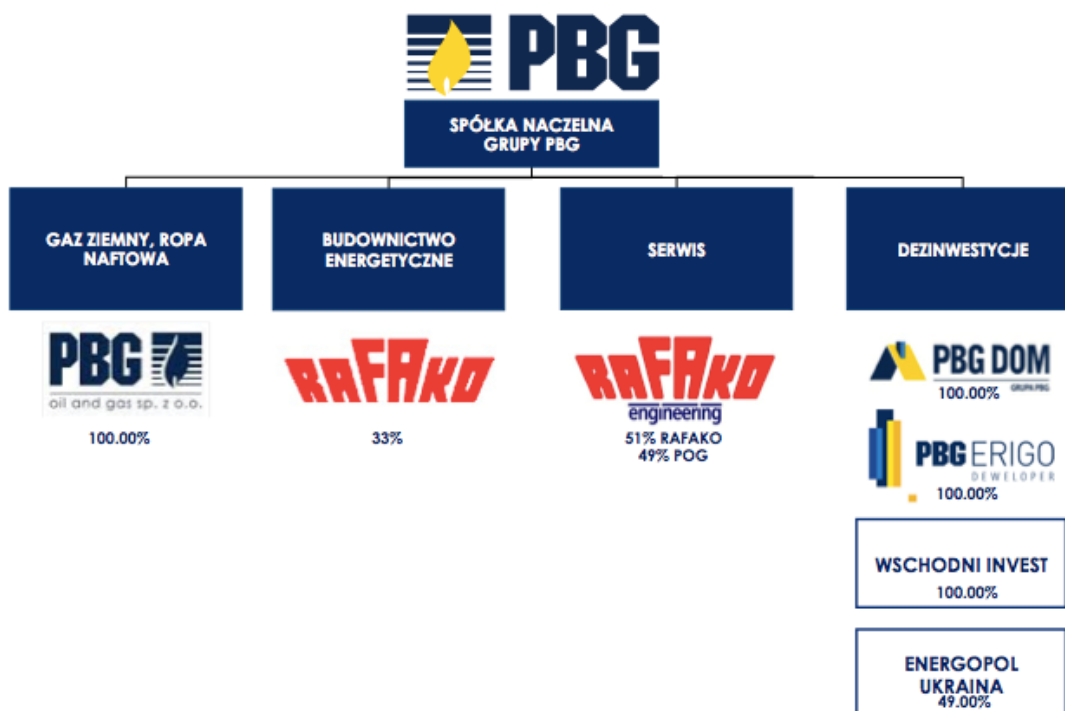 PBG
SPÓŁKA NACZELNA
GRUPY PBG
GAZ ZIEMNY, ROPA
NAFTOWA
BUDOWNICTWO
ENERGETYCZNE
SERWIS
DEZINWESTYCJE
PBG
oil and gas sp. z o.o.
100.00%
RAFAKO
33%
RAFAKO
engineering
51% RAFAKO
49% POG
PBG DOM
GRUPA PBG
100.00%
PBG ERIGO
DEWELOPER
100.00%
WSCHODNI INVEST
100.00%
ENERGOPOL
UKRAINA
49.00%